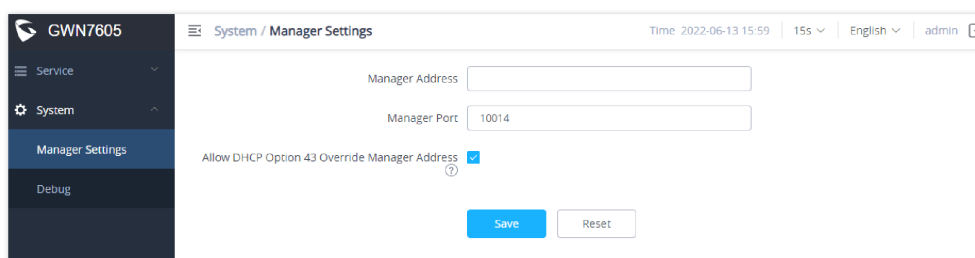 GWN7605
System / Manager Settings
Time 2022-06-13 15:59
15s
English
admin
Service
System
Manager Settings
Debug
Manager Address
Manager Port 10014
Allow DHCP Option 43 Override Manager Address
?
Save
Reset